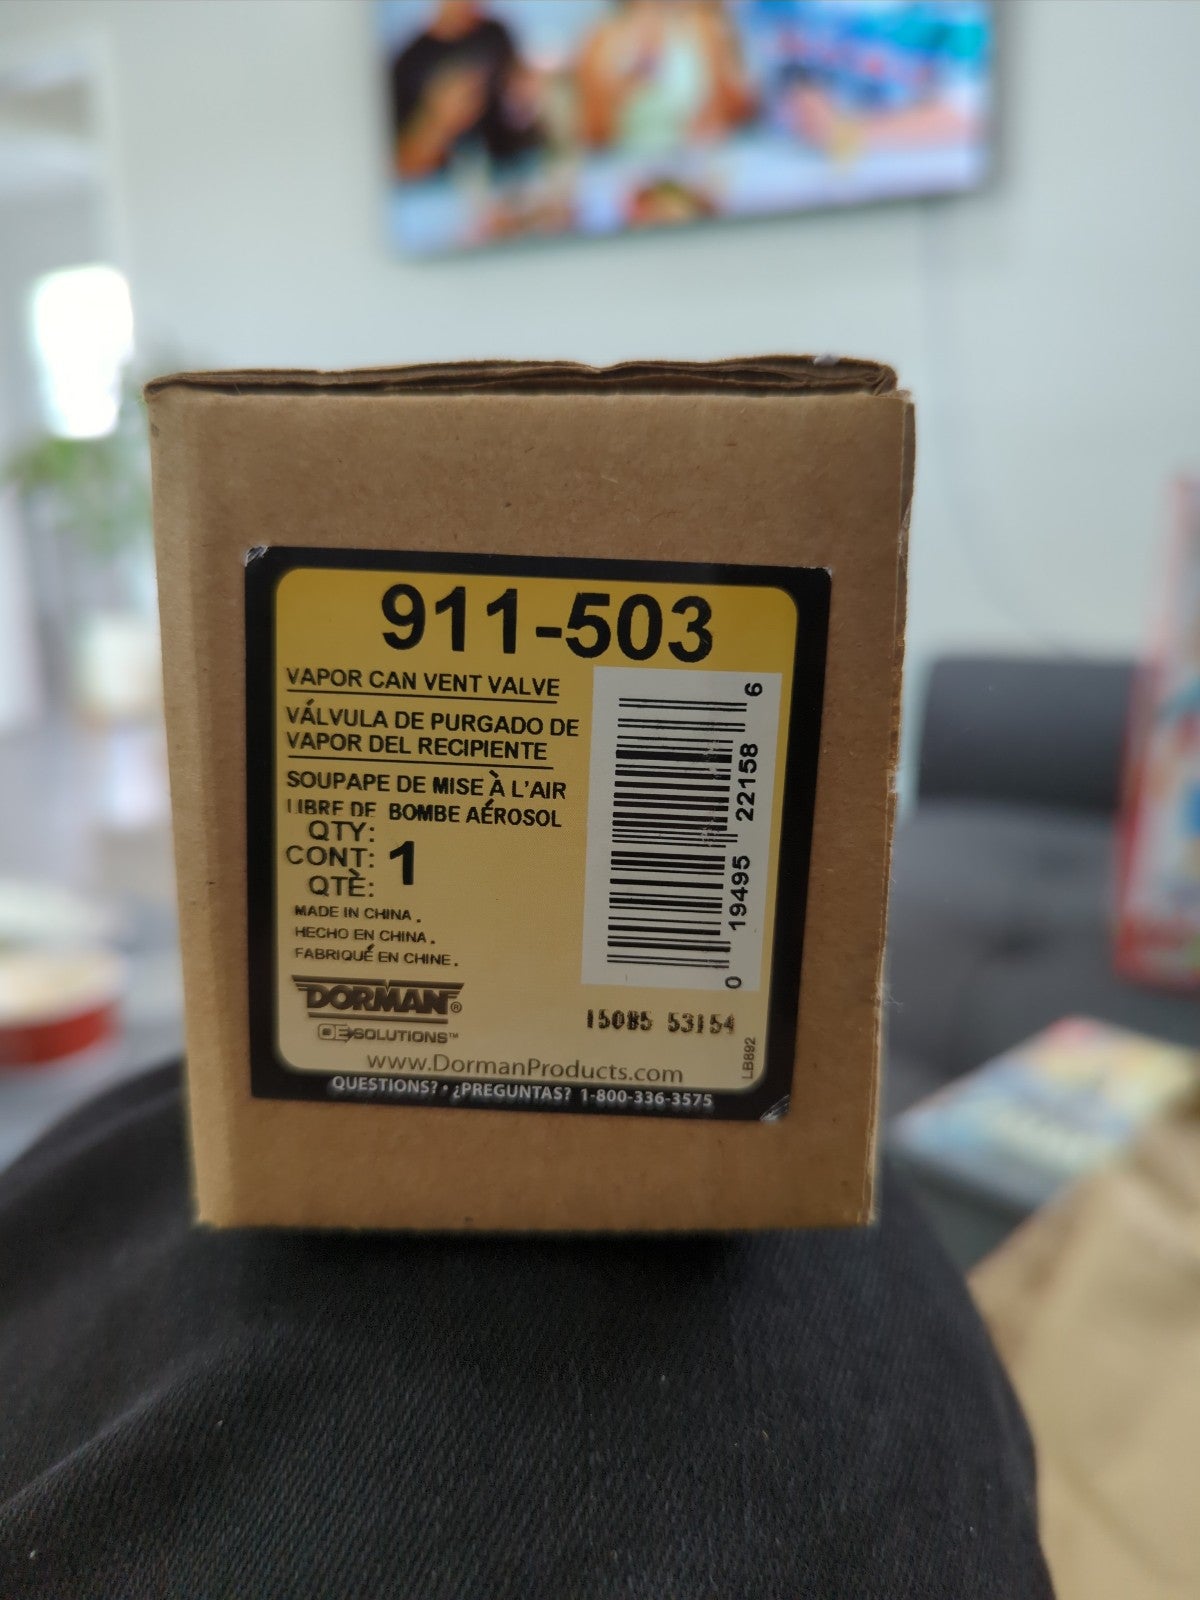 911-503
VAPOR CAN VENT VALVE
VÁLVULA DE PURGADO DE
VAPOR DEL RECIPIENTE
SOUPAPE DE MISE À L'AIR
LIBRE DE BOMBE AÉROSOL
QTY:
CONT: 1
QTÈ:
MADE IN CHINA.
HECHO EN CHINA.
FABRIQUÉ EN CHINE.
DORMAN®
OE SOLUTIONS™
0 19495 22158 6
150B5 53154
LB892
www.DormanProducts.com
QUESTIONS? • ¿PREGUNTAS? 1-800-336-3575